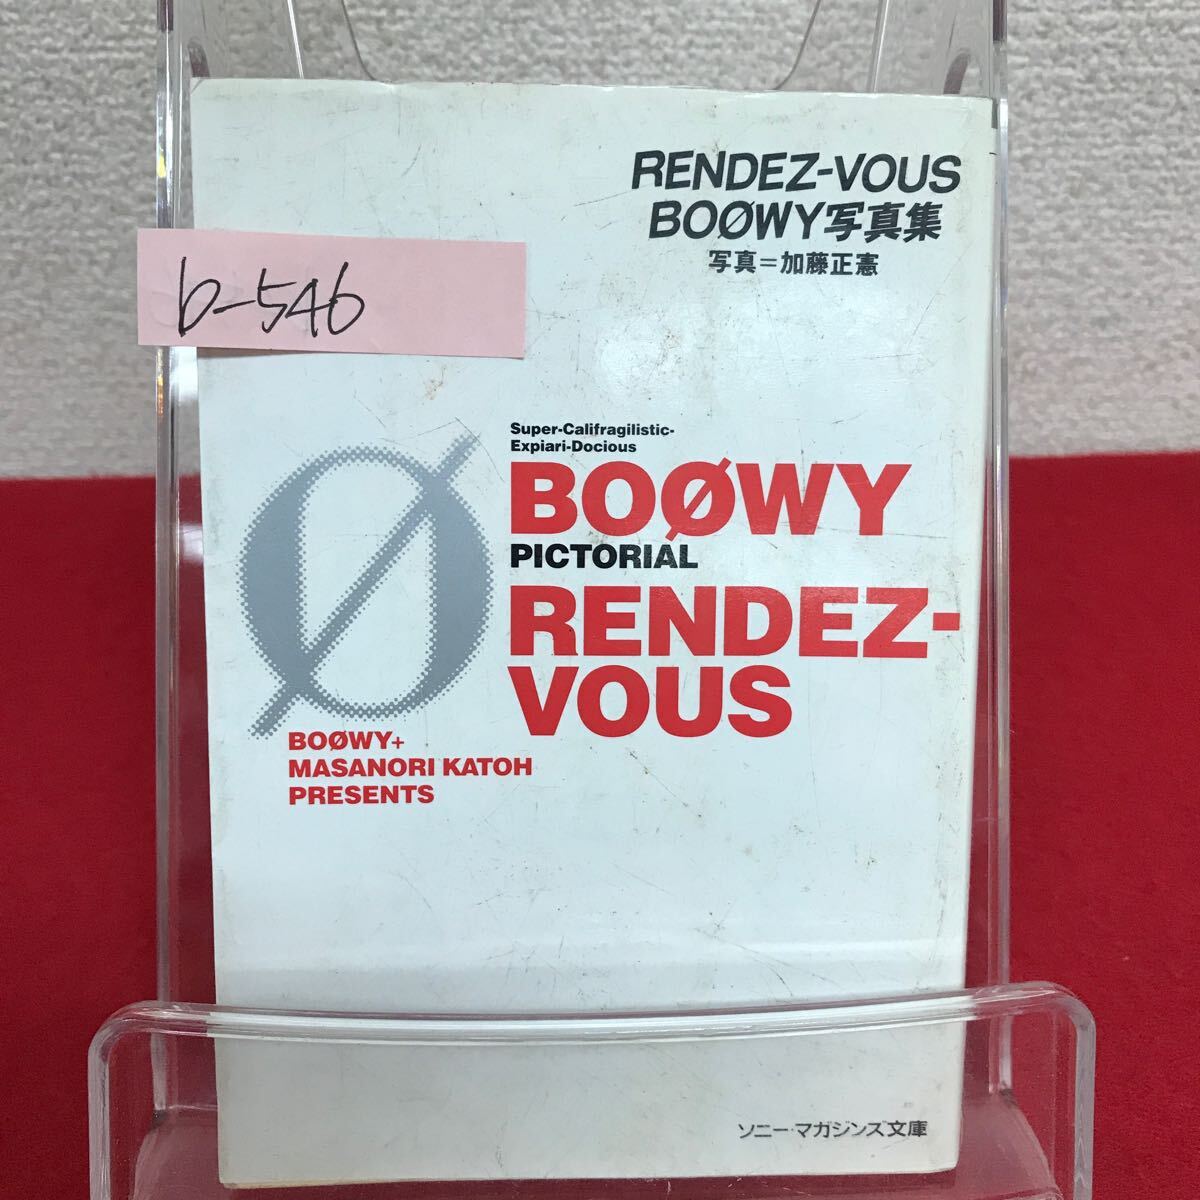 RENDEZ-VOUS
BOØWY写真集
写真=加藤正憲
b-546
Super-Califragilistic-
Expiari-Docious
BOØWY
PICTORIAL
RENDEZ-
VOUS
Ø
BOØWY+
MASANORI KATOH
PRESENTS
ソニー・マガジンズ文庫